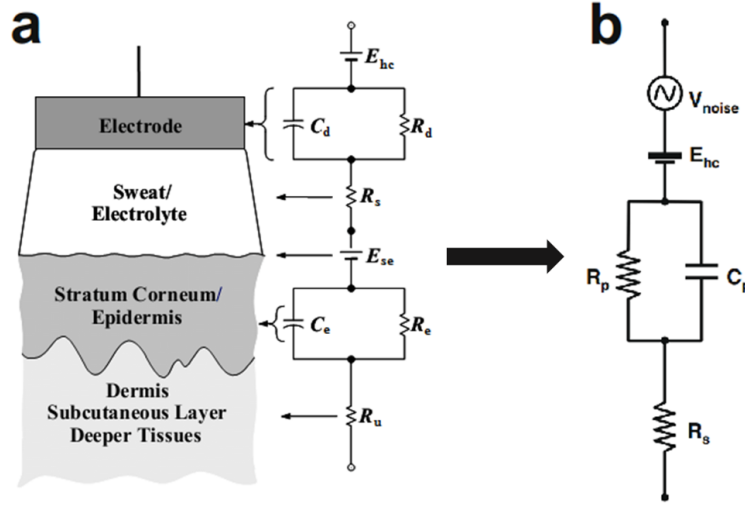 a
E_hc
Electrode
C_d
R_d
Sweat/
Electrolyte
R_s
E_se
Stratum Corneum/
Epidermis
C_e
R_e
Dermis
Subcutaneous Layer
Deeper Tissues
R_u
b
V_noise
E_hc
R_p
R_s